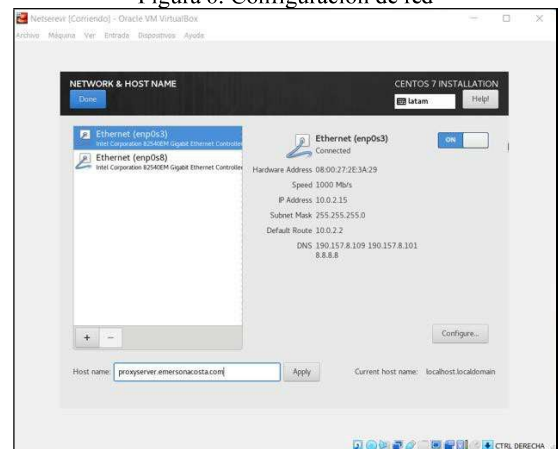 Figura 6. Configuración de red
Netserevr [Corriendo] - Oracle VM VirtualBox
Archivo Máquina Ver Entrada Dispositivos Ayuda
NETWORK & HOST NAME
CENTOS 7 INSTALLATION
Done
latam
Help!
Ethernet (enp0s3)
Intel Corporation 82540EM Gigabit Ethernet Controller
Ethernet (enp0s8)
Intel Corporation 82540EM Gigabit Ethernet Controller
Ethernet (enp0s3)
Connected
ON
Hardware Address 08:00:27:2E:3A:29
Speed 1000 Mb/s
IP Address 10.0.2.15
Subnet Mask 255.255.255.0
Default Route 10.0.2.2
DNS 190.157.8.109 190.157.8.101
8.8.8.8
+ −
Configure...
Host name: proxyserver.emersonacosta.com
Apply
Current host name: localhost.localdomain
CTRL DERECHA